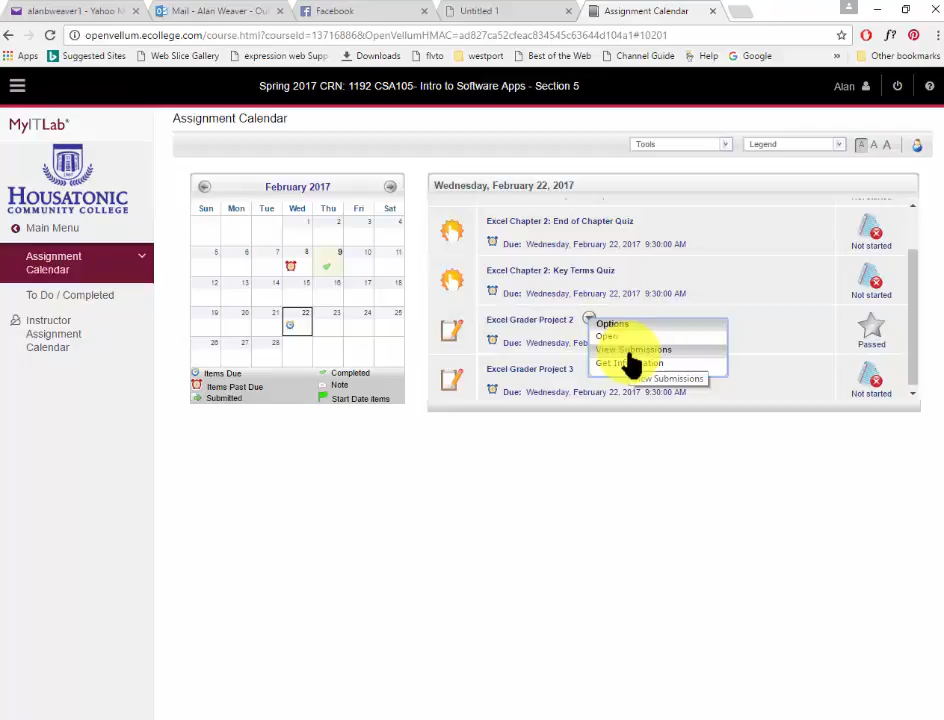 alanbweaver1 - Yahoo M
Mail - Alan Weaver - Ou
Facebook
Untitled 1
Assignment Calendar
openvellum.ecollege.com/course.html?courseId=13716886&OpenVellumHMAC=ad827ca52cfeac834545c63644d104a1#10201
Apps
Suggested Sites
Web Slice Gallery
expression web Supp
Downloads
flvto
westport
Best of the Web
Channel Guide
Help
Google
»
Other bookmarks
Spring 2017 CRN: 1192 CSA105- Intro to Software Apps - Section 5
Alan
MyITLab®
Assignment Calendar
Tools
Legend
A A A
HOUSATONIC
COMMUNITY COLLEGE
Main Menu
Assignment
Calendar
To Do / Completed
Instructor
Assignment
Calendar
February 2017
Sun Mon Tue Wed Thu Fri Sat
1 2 3 4
5 6 7 8 9 10 11
12 13 14 15 16 17 18
19 20 21 22 23 24 25
26 27 28
Items Due
Completed
Items Past Due
Note
Submitted
Start Date items
Wednesday, February 22, 2017
Excel Chapter 2: End of Chapter Quiz
Due: Wednesday, February 22, 2017 9:30:00 AM
Not started
Excel Chapter 2: Key Terms Quiz
Due: Wednesday, February 22, 2017 9:30:00 AM
Not started
Excel Grader Project 2
Due: Wednesday, Feb
Passed
Options
Open
View Submissions
Get Information
View Submissions
Excel Grader Project 3
Due: Wednesday, February 22, 2017 9:30:00 AM
Not started